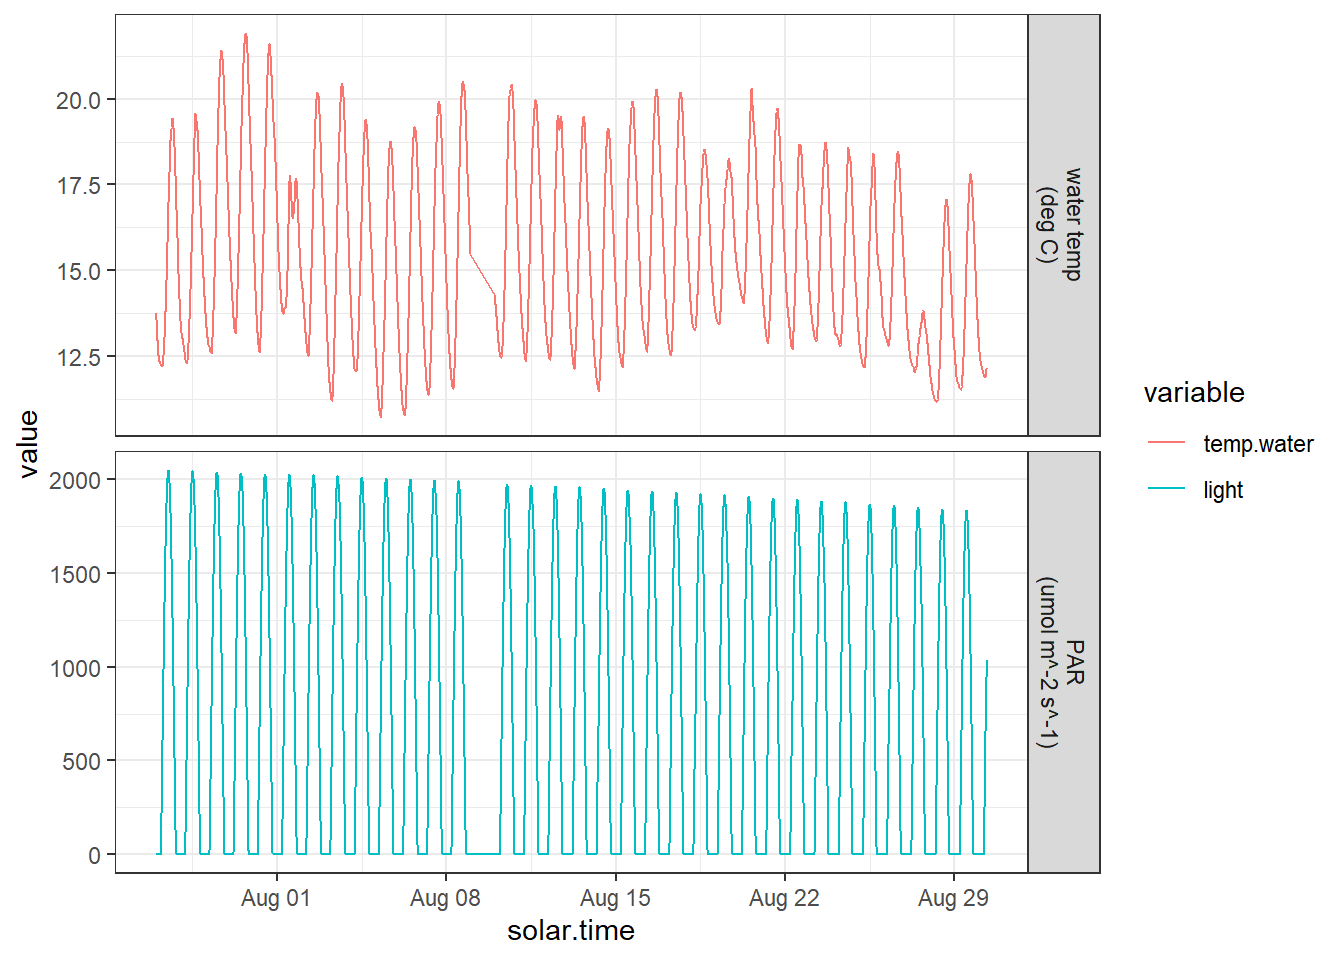 value
20.0
17.5
15.0
12.5
water temp
(deg C)
2000
1500
1000
500
0
PAR
(umol m^-2 s^-1)
Aug 01
Aug 08
Aug 15
Aug 22
Aug 29
solar.time
variable
temp.water
light